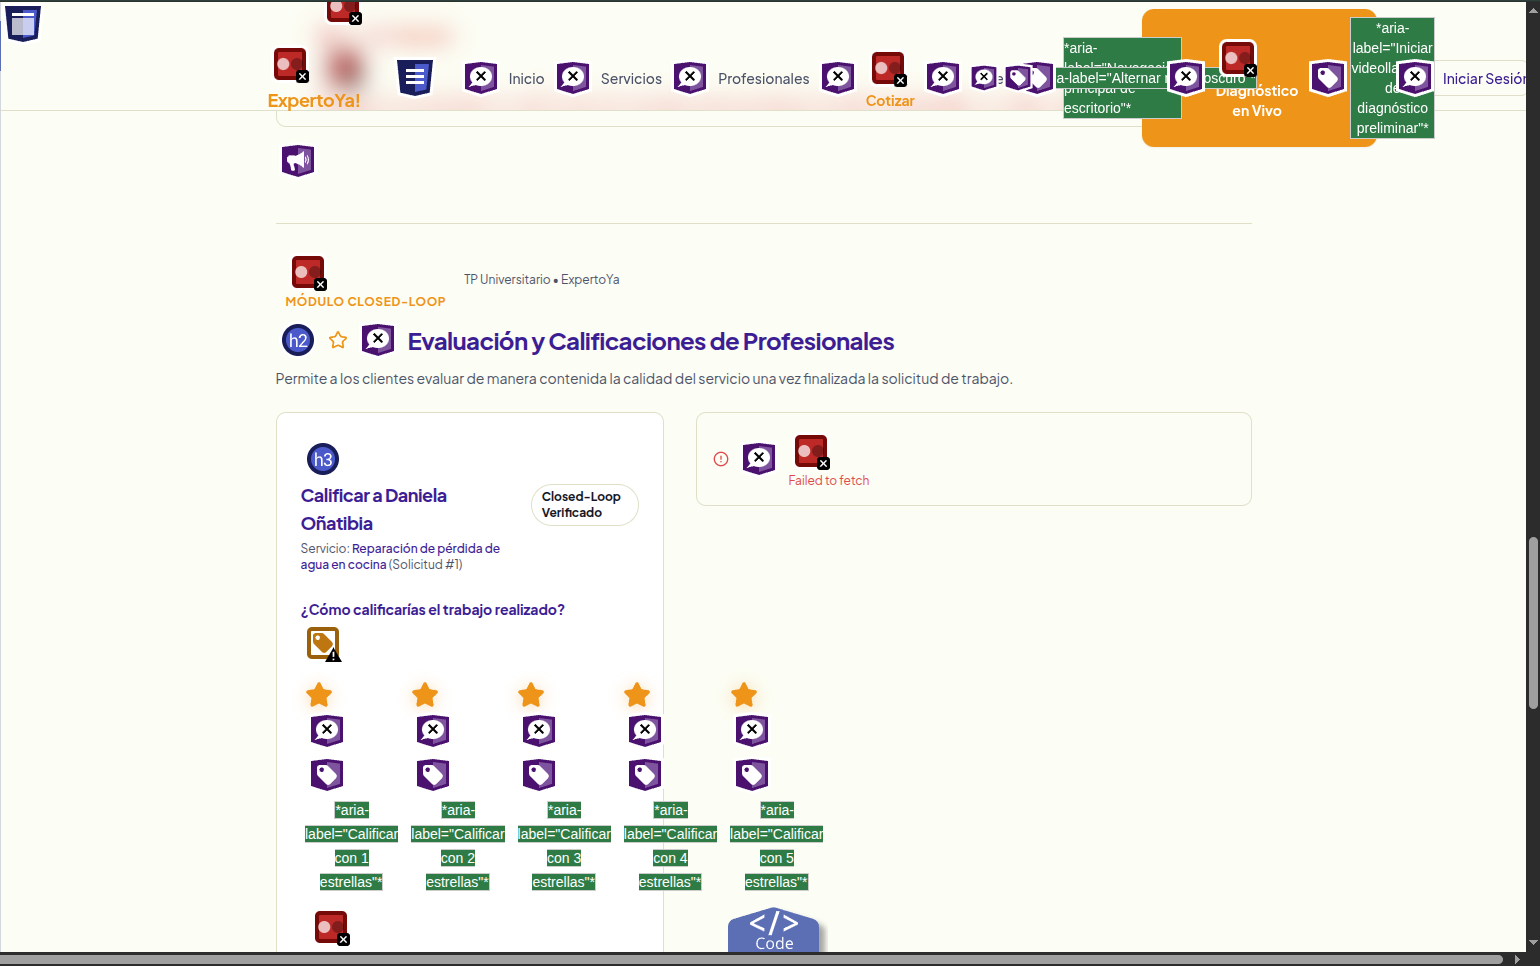 ExpertoYa!
Inicio
Servicios
Profesionales
Cotizar
*aria-
escritorio"*
a-label="Alternar
oscuro"
Diagnóstico
en Vivo
*aria-
label="Iniciar
diagnóstico
preliminar"*
Iniciar Sesión
TP Universitario • ExpertoYa
MÓDULO CLOSED-LOOP
h2
Evaluación y Calificaciones de Profesionales
Permite a los clientes evaluar de manera contenida la calidad del servicio una vez finalizada la solicitud de trabajo.
h3
Calificar a Daniela
Oñatibia
Closed-Loop
Verificado
Servicio: Reparación de pérdida de
agua en cocina (Solicitud #1)
Failed to fetch
¿Cómo calificarías el trabajo realizado?
*aria-
label="Calificar
con 1
estrellas"*
*aria-
label="Calificar
con 2
estrellas"*
*aria-
label="Calificar
con 3
estrellas"*
*aria-
label="Calificar
con 4
estrellas"*
*aria-
label="Calificar
con 5
estrellas"*
</>
Code